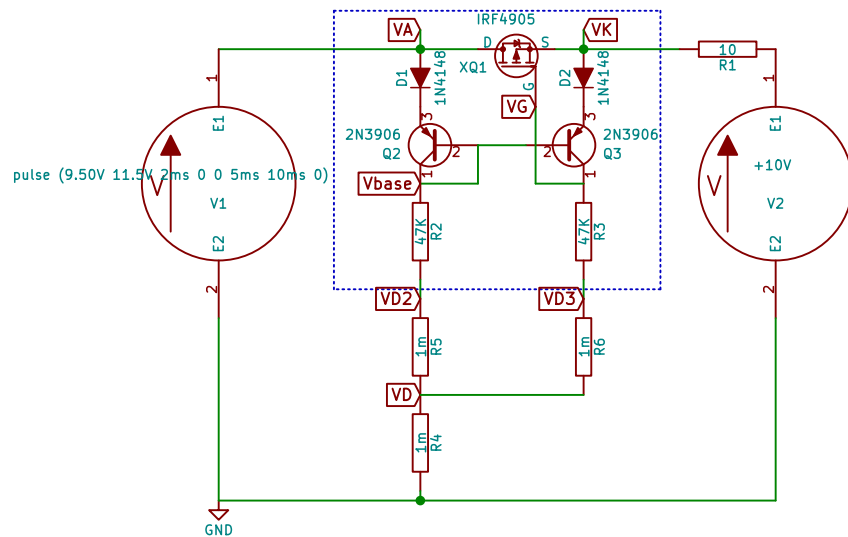 IRF4905
VA
VK
D
S
XQ1
G
10
R1
D1
1N4148
D2
1N4148
VG
1
E1
3
3
1
E1
2N3906
Q2
2
2
2N3906
Q3
pulse (9.50V 11.5V 2ms 0 0 5ms 10ms 0)
V
V1
+10V
V
V2
Vbase
1
1
47K
R2
47K
R3
E2
2
E2
2
VD2
VD3
1m
R5
1m
R6
VD
1m
R4
GND